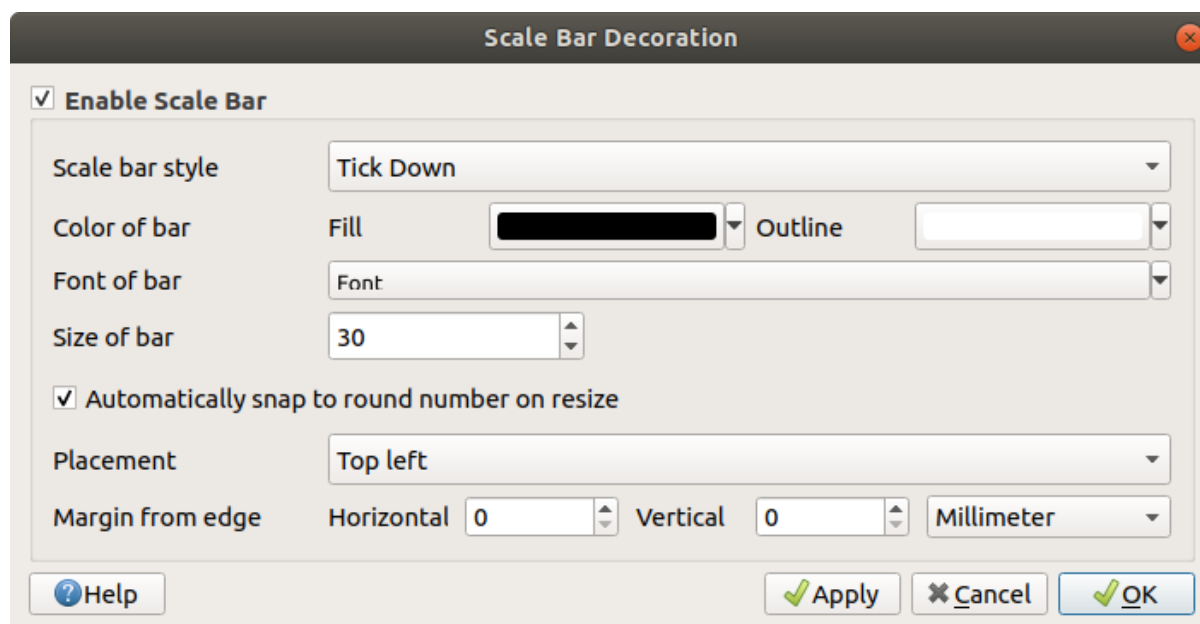 Scale Bar Decoration
Enable Scale Bar
Scale bar style Tick Down
Color of bar Fill Outline
Font of bar Font
Size of bar 30
Automatically snap to round number on resize
Placement Top left
Margin from edge Horizontal 0 Vertical 0 Millimeter
Help Apply Cancel OK